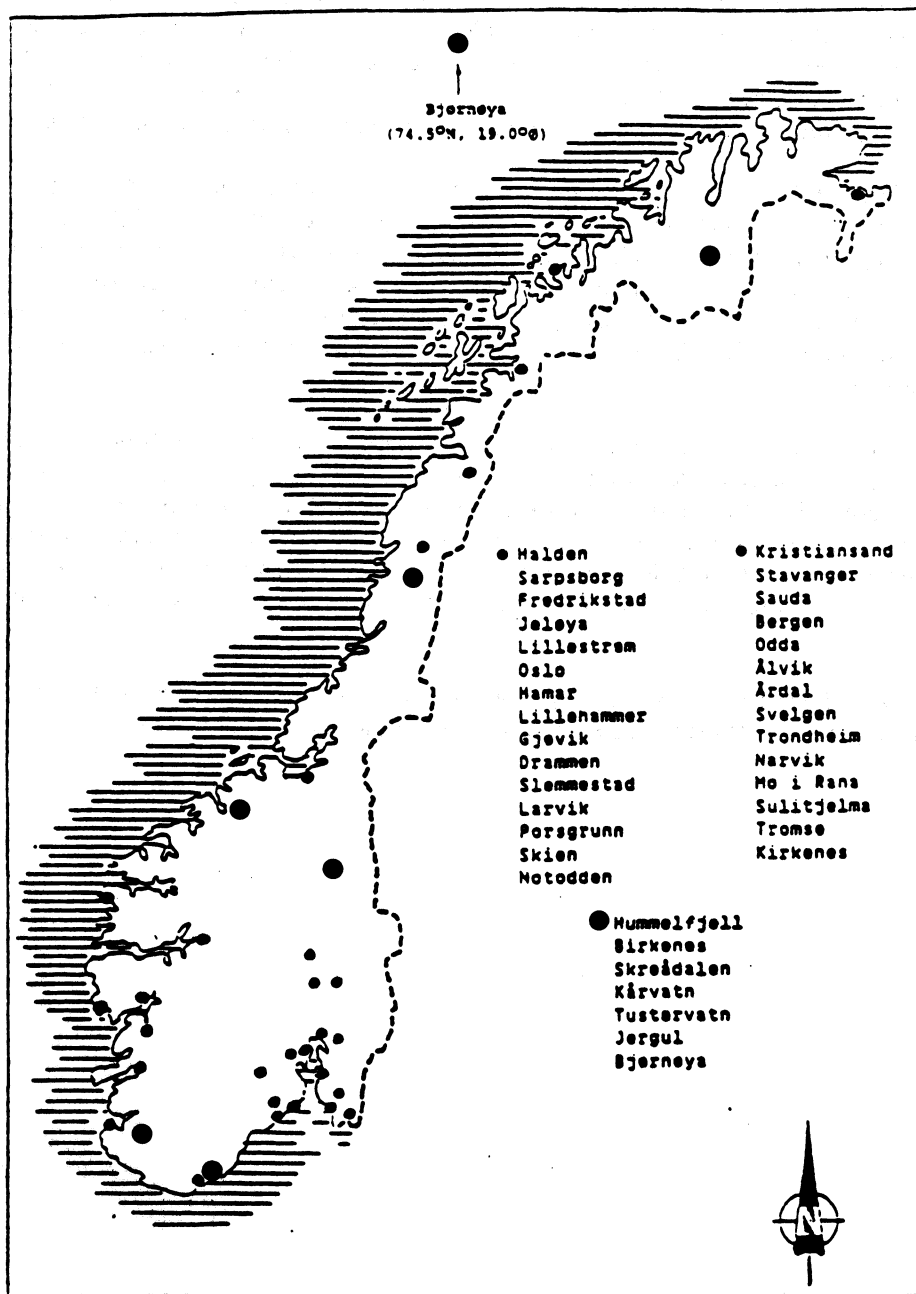 Bjørnøya
(74.5°N, 19.0°Ø)
Halden
Sarpsborg
Fredrikstad
Jeløya
Lillestrøm
Oslo
Hamar
Lillehammer
Gjøvik
Drammen
Slemmestad
Larvik
Porsgrunn
Skien
Notodden
Kristiansand
Stavanger
Sauda
Bergen
Odda
Ålvik
Årdal
Svelgen
Trondheim
Narvik
Mo i Rana
Sulitjelma
Tromsø
Kirkenes
Hummelfjell
Birkenes
Skreådalen
Kårvatn
Tustervatn
Jergul
Bjørnøya
N